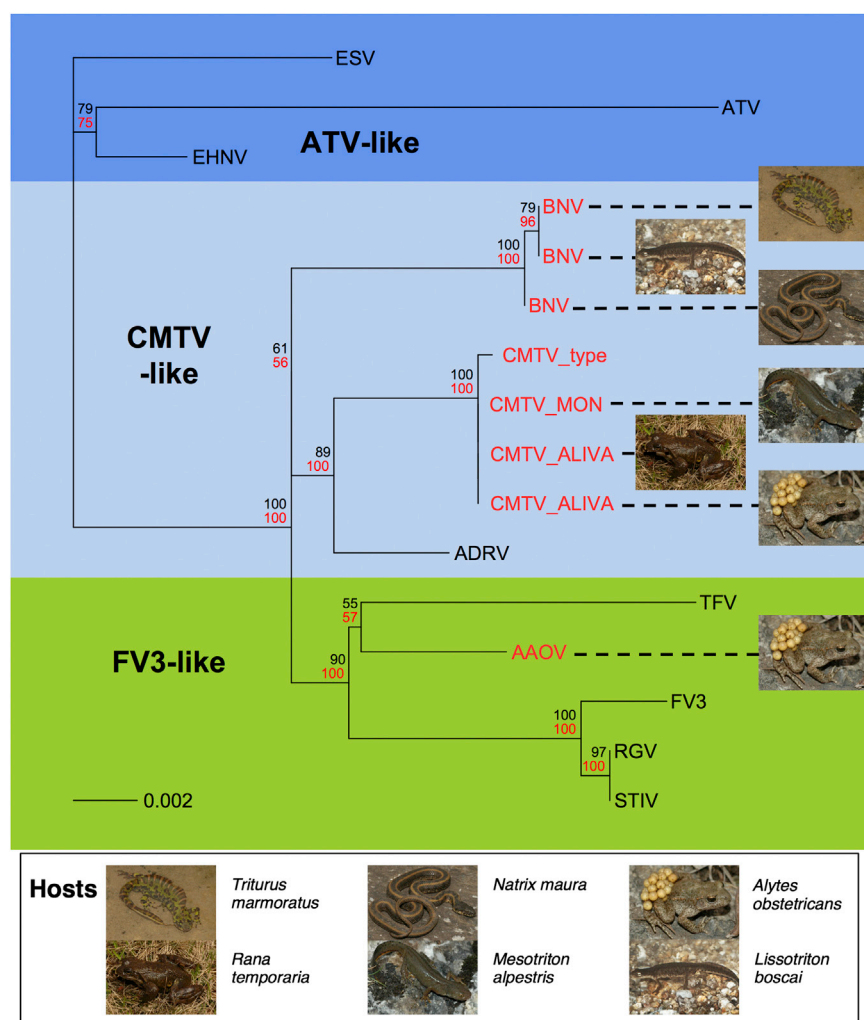 ESV
79
75
ATV
ATV-like
EHNV
79
96
BNV
100
100
BNV
BNV
CMTV
-like
61
56
CMTV_type
100
100
CMTV_MON
89
100
CMTV_ALIVA
CMTV_ALIVA
100
100
ADRV
55
57
TFV
FV3-like
AAOV
90
100
FV3
100
100
97
100
RGV
STIV
0.002
Hosts
Triturus
marmoratus
Natrix maura
Alytes
obstetricans
Rana
temporaria
Mesotriton
alpestris
Lissotriton
boscai